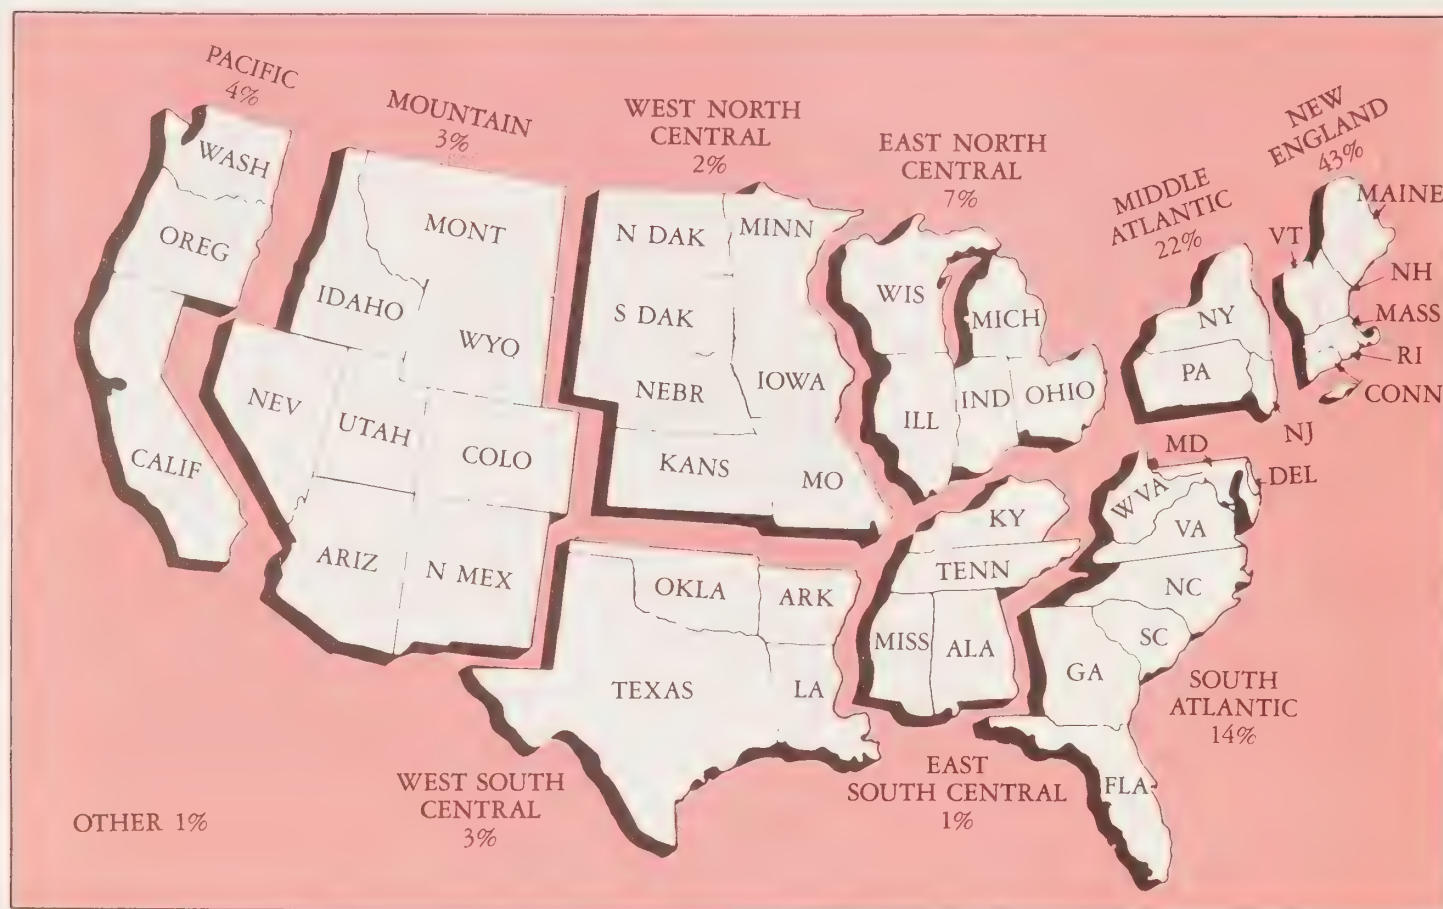 PACIFIC
4%
MOUNTAIN
3%
WEST NORTH
CENTRAL
2%
EAST NORTH
CENTRAL
7%
MIDDLE
ATLANTIC
22%
NEW
ENGLAND
43%
WASH
OREG
CALIF
MONT
IDAHO
WYO
NEV
UTAH
COLO
ARIZ
N MEX
N DAK
MINN
S DAK
NEBR
IOWA
KANS
MO
WIS
MICH
ILL
IND
OHIO
NY
PA
NJ
MAINE
VT
NH
MASS
RI
CONN
MD
DEL
W VA
VA
NC
SC
GA
FLA
KY
TENN
MISS
ALA
OKLA
ARK
TEXAS
LA
SOUTH
ATLANTIC
14%
EAST
SOUTH CENTRAL
1%
WEST SOUTH
CENTRAL
3%
OTHER 1%